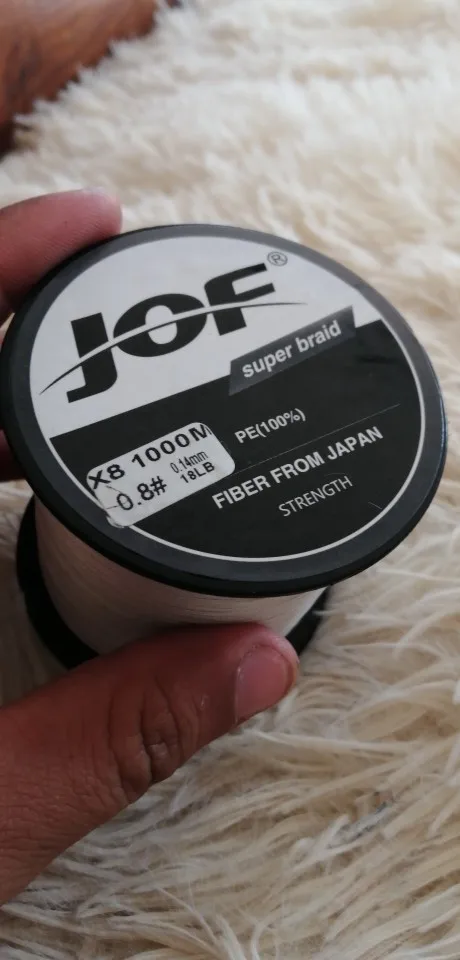 JOF®
super braid
X8 1000M
0.8# 0.14mm
18LB
PE(100%)
FIBER FROM JAPAN
STRENGTH